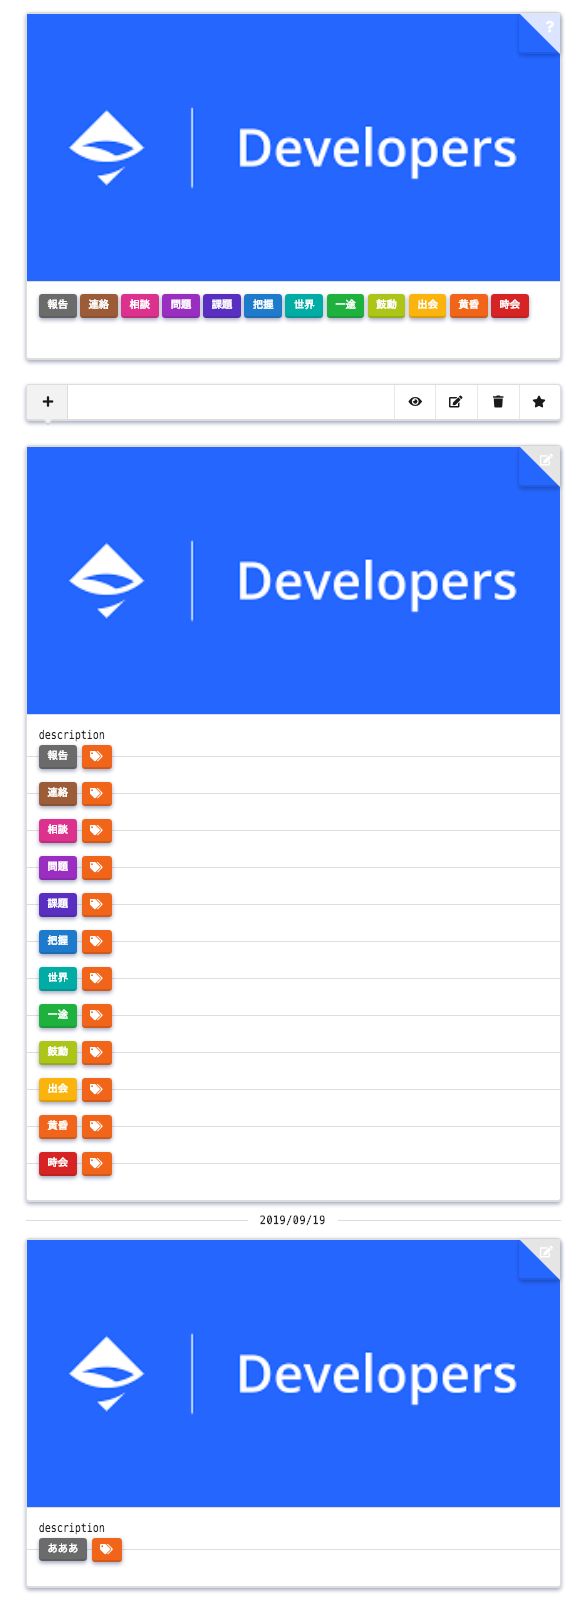 ?
Developers
報告 連絡 相談 問題 課題 把握 世界 一途 鼓動 出会 黄昏 時会
Developers
description
報告
連絡
相談
問題
課題
把握
世界
一途
鼓動
出会
黄昏
時会
2019/09/19
Developers
description
あああ